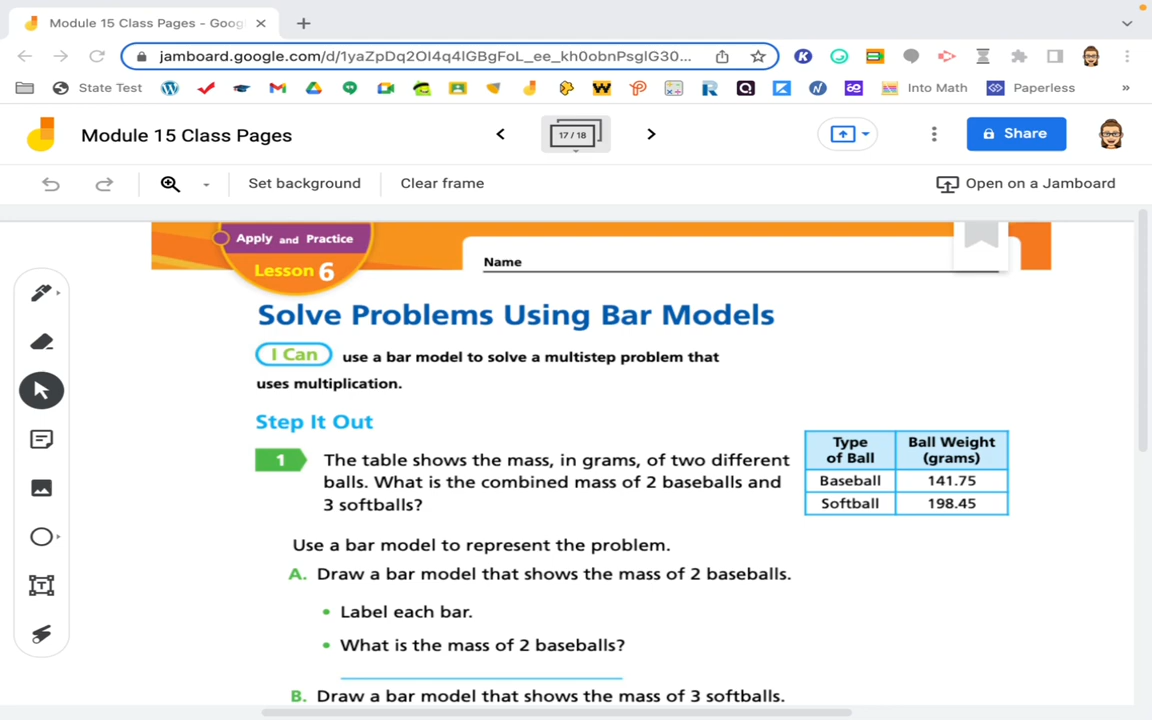 Module 15 Class Pages - Goog
jamboard.google.com/d/1yaZpDq2OI4q4lGBgFoL_ee_kh0obnPsglG30...
State Test
Into Math
Paperless
»
Module 15 Class Pages
17 / 18
Share
Set background
Clear frame
Open on a Jamboard
Apply and Practice
Lesson 6
Name
Solve Problems Using Bar Models
I Can use a bar model to solve a multistep problem that
uses multiplication.
Step It Out
1 The table shows the mass, in grams, of two different
balls. What is the combined mass of 2 baseballs and
3 softballs?
Type of Ball Ball Weight (grams)
Baseball 141.75
Softball 198.45
Use a bar model to represent the problem.
A. Draw a bar model that shows the mass of 2 baseballs.
• Label each bar.
• What is the mass of 2 baseballs?
B. Draw a bar model that shows the mass of 3 softballs.